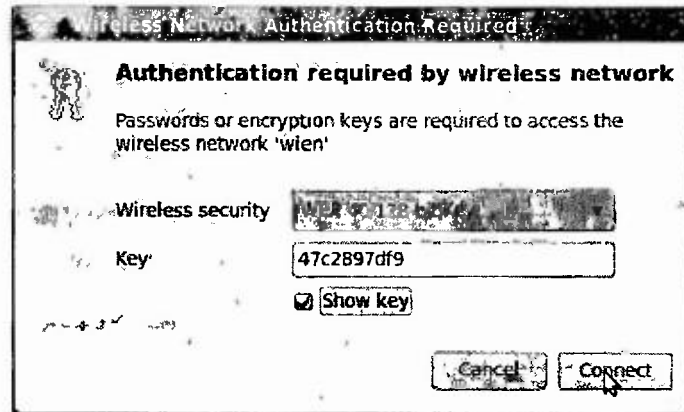 Wireless Network Authentication Required
Authentication required by wireless network
Passwords or encryption keys are required to access the
wireless network 'wien'
Wireless security
Key:
47c2897df9
Show key
Cancel
Connect